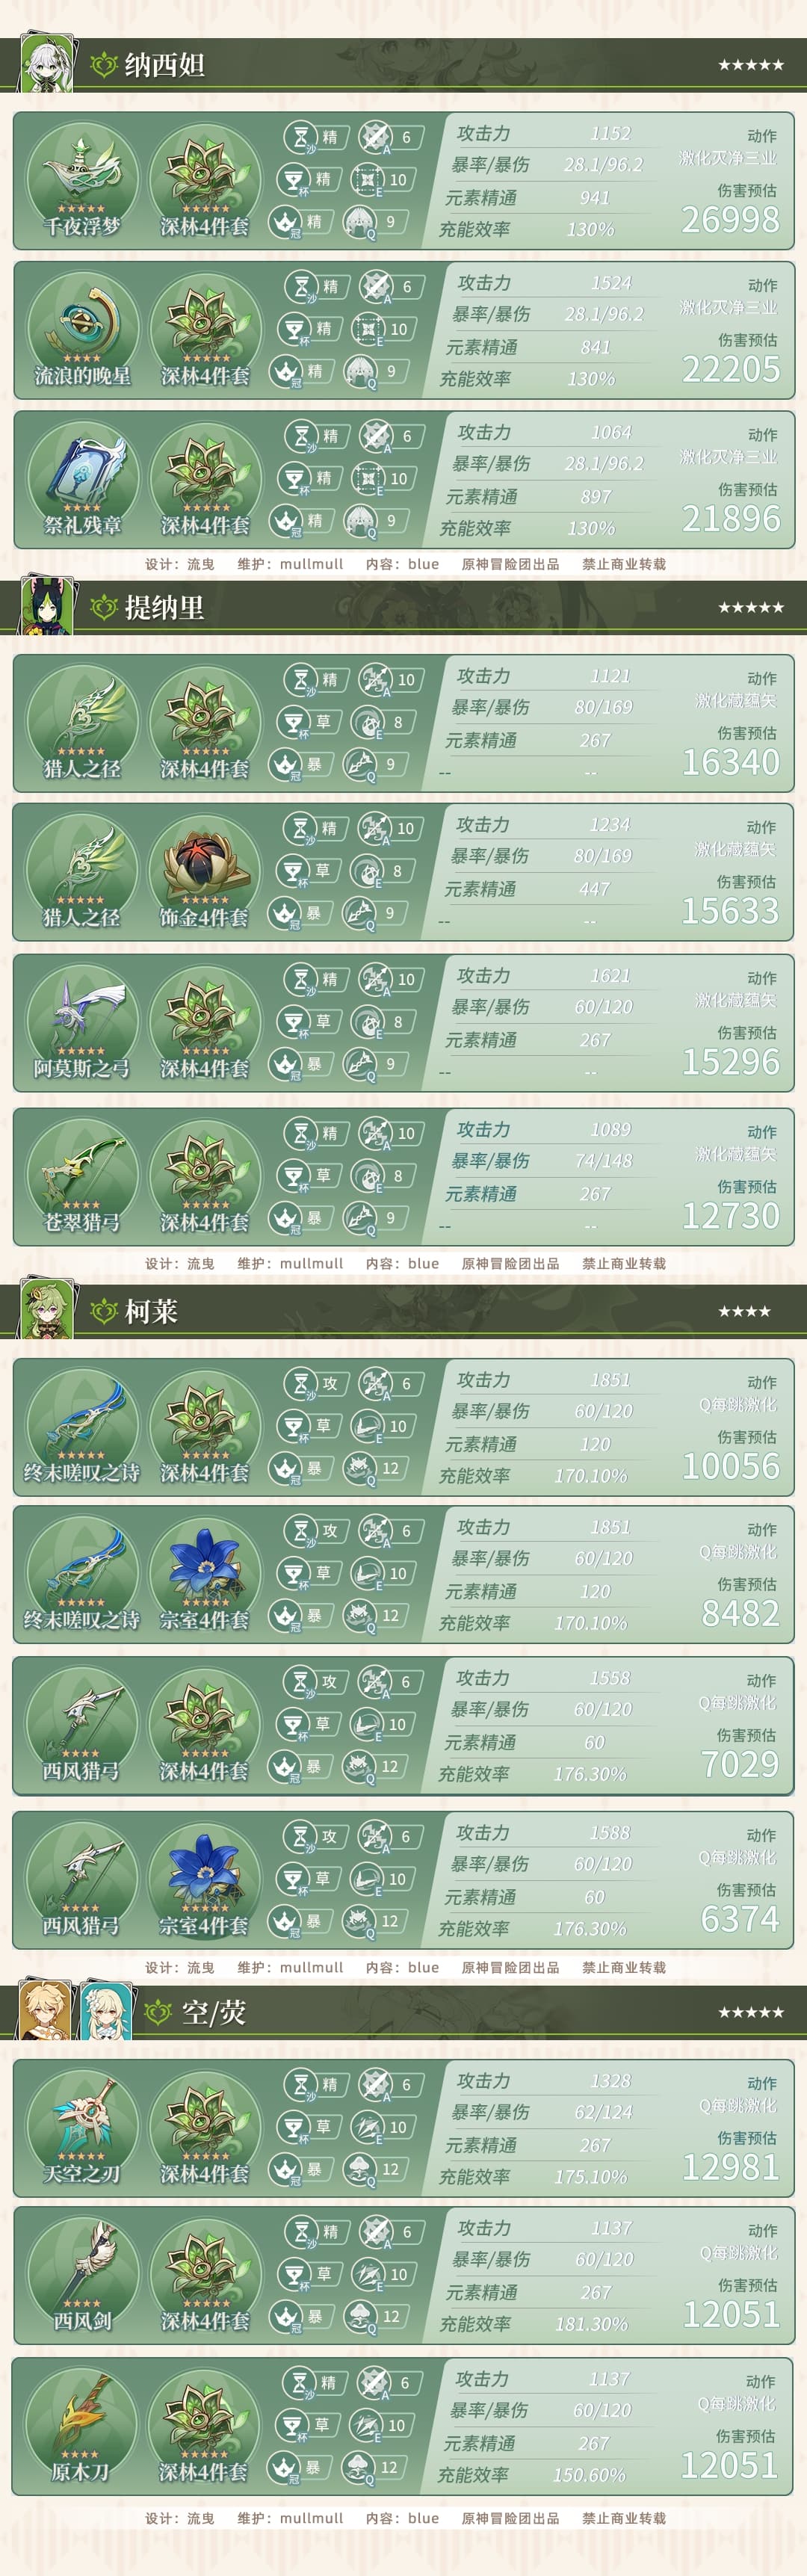 纳西妲 ★★★★★
千夜浮梦 深林4件套
沙 精 A 6
杯 精 E 10
冠 精 Q 9
攻击力 1152
暴率/暴伤 28.1/96.2
元素精通 941
充能效率 130%
动作
激化灭净三业
伤害预估
26998
流浪的晚星 深林4件套
沙 精 A 6
杯 精 E 10
冠 精 Q 9
攻击力 1524
暴率/暴伤 28.1/96.2
元素精通 841
充能效率 130%
动作
激化灭净三业
伤害预估
22205
祭礼残章 深林4件套
沙 精 A 6
杯 精 E 10
冠 精 Q 9
攻击力 1064
暴率/暴伤 28.1/96.2
元素精通 897
充能效率 130%
动作
激化灭净三业
伤害预估
21896
设计：流曳 维护：mullmull 内容：blue 原神冒险团出品 禁止商业转载
提纳里 ★★★★★
猎人之径 深林4件套
沙 精 A 10
杯 草 E 8
冠 暴 Q 9
攻击力 1121
暴率/暴伤 80/169
元素精通 267
-- --
动作
激化藏蕴矢
伤害预估
16340
猎人之径 饰金4件套
沙 精 A 10
杯 草 E 8
冠 暴 Q 9
攻击力 1234
暴率/暴伤 80/169
元素精通 447
-- --
动作
激化藏蕴矢
伤害预估
15633
阿莫斯之弓 深林4件套
沙 精 A 10
杯 草 E 8
冠 暴 Q 9
攻击力 1621
暴率/暴伤 60/120
元素精通 267
-- --
动作
激化藏蕴矢
伤害预估
15296
苍翠猎弓 深林4件套
沙 精 A 10
杯 草 E 8
冠 暴 Q 9
攻击力 1089
暴率/暴伤 74/148
元素精通 267
-- --
动作
激化藏蕴矢
伤害预估
12730
设计：流曳 维护：mullmull 内容：blue 原神冒险团出品 禁止商业转载
柯莱 ★★★★
终末嗟叹之诗 深林4件套
沙 攻 A 6
杯 草 E 10
冠 暴 Q 12
攻击力 1851
暴率/暴伤 60/120
元素精通 120
充能效率 170.10%
动作
Q每跳激化
伤害预估
10056
终末嗟叹之诗 宗室4件套
沙 攻 A 6
杯 草 E 10
冠 暴 Q 12
攻击力 1851
暴率/暴伤 60/120
元素精通 120
充能效率 170.10%
动作
Q每跳激化
伤害预估
8482
西风猎弓 深林4件套
沙 攻 A 6
杯 草 E 10
冠 暴 Q 12
攻击力 1558
暴率/暴伤 60/120
元素精通 60
充能效率 176.30%
动作
Q每跳激化
伤害预估
7029
西风猎弓 宗室4件套
沙 攻 A 6
杯 草 E 10
冠 暴 Q 12
攻击力 1588
暴率/暴伤 60/120
元素精通 60
充能效率 176.30%
动作
Q每跳激化
伤害预估
6374
设计：流曳 维护：mullmull 内容：blue 原神冒险团出品 禁止商业转载
空/荧 ★★★★★
天空之刃 深林4件套
沙 精 A 6
杯 草 E 10
冠 暴 Q 12
攻击力 1328
暴率/暴伤 62/124
元素精通 267
充能效率 175.10%
动作
Q每跳激化
伤害预估
12981
西风剑 深林4件套
沙 精 A 6
杯 草 E 10
冠 暴 Q 12
攻击力 1137
暴率/暴伤 60/120
元素精通 267
充能效率 181.30%
动作
Q每跳激化
伤害预估
12051
原木刀 深林4件套
沙 精 A 6
杯 草 E 10
冠 暴 Q 12
攻击力 1137
暴率/暴伤 60/120
元素精通 267
充能效率 150.60%
动作
Q每跳激化
伤害预估
12051
设计：流曳 维护：mullmull 内容：blue 原神冒险团出品 禁止商业转载